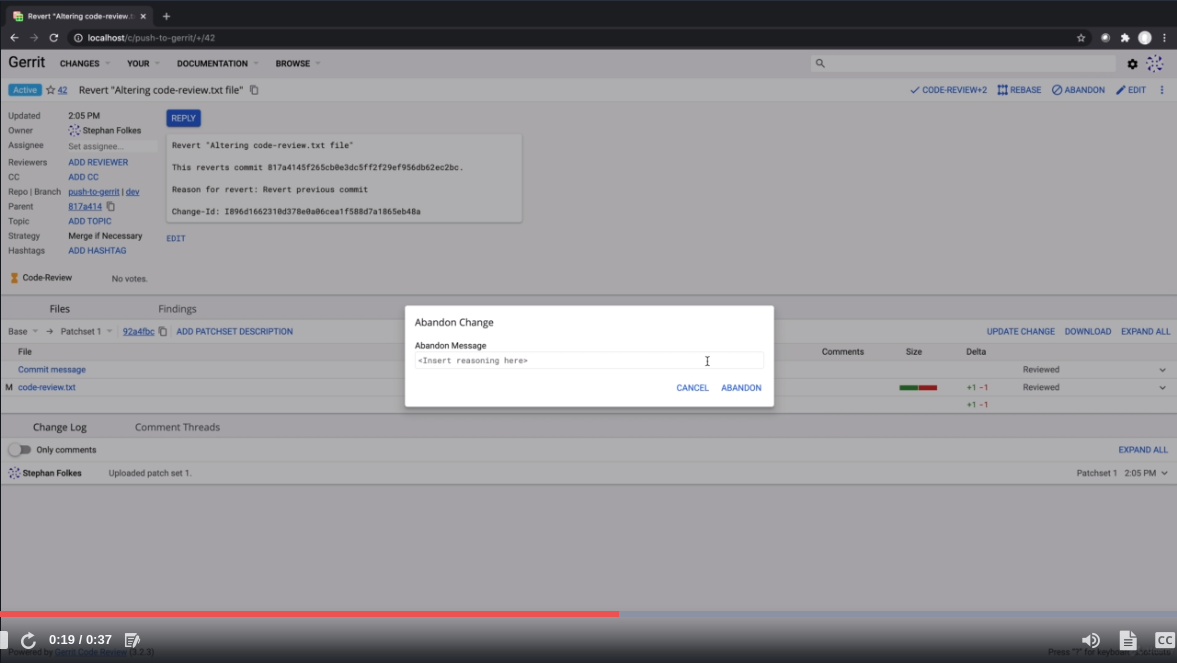 Revert "Altering code-review.t
localhost/c/push-to-gerrit/+/42
Gerrit CHANGES YOUR DOCUMENTATION BROWSE
Active 42 Revert "Altering code-review.txt file" CODE-REVIEW+2 REBASE ABANDON EDIT
Updated 2:05 PM REPLY
Owner Stephan Folkes
Assignee Set assignee...
Reviewers ADD REVIEWER
CC ADD CC
Repo | Branch push-to-gerrit | dev
Parent 817a414
Topic ADD TOPIC
Strategy Merge if Necessary
Hashtags ADD HASHTAG
Revert "Altering code-review.txt file"
This reverts commit 817a4145f265cb0e3dc5ff2f29ef956db62ec2bc.
Reason for revert: Revert previous commit
Change-Id: I896d1662310d378e0a06cea1f588d7a1865eb48a
EDIT
Code-Review No votes.
Files Findings
Base → Patchset 1 92a4fbc ADD PATCHSET DESCRIPTION UPDATE CHANGE DOWNLOAD EXPAND ALL
File Comments Size Delta
Commit message Reviewed
M code-review.txt +1 -1 Reviewed
+1 -1
Abandon Change
Abandon Message
<Insert reasoning here>
CANCEL ABANDON
Change Log Comment Threads
Only comments EXPAND ALL
Stephan Folkes Uploaded patch set 1. Patchset 1 2:05 PM
0:19 / 0:37 CC
Powered by Gerrit Code Review (3.2.3) Press "?" for keyboard shortcuts